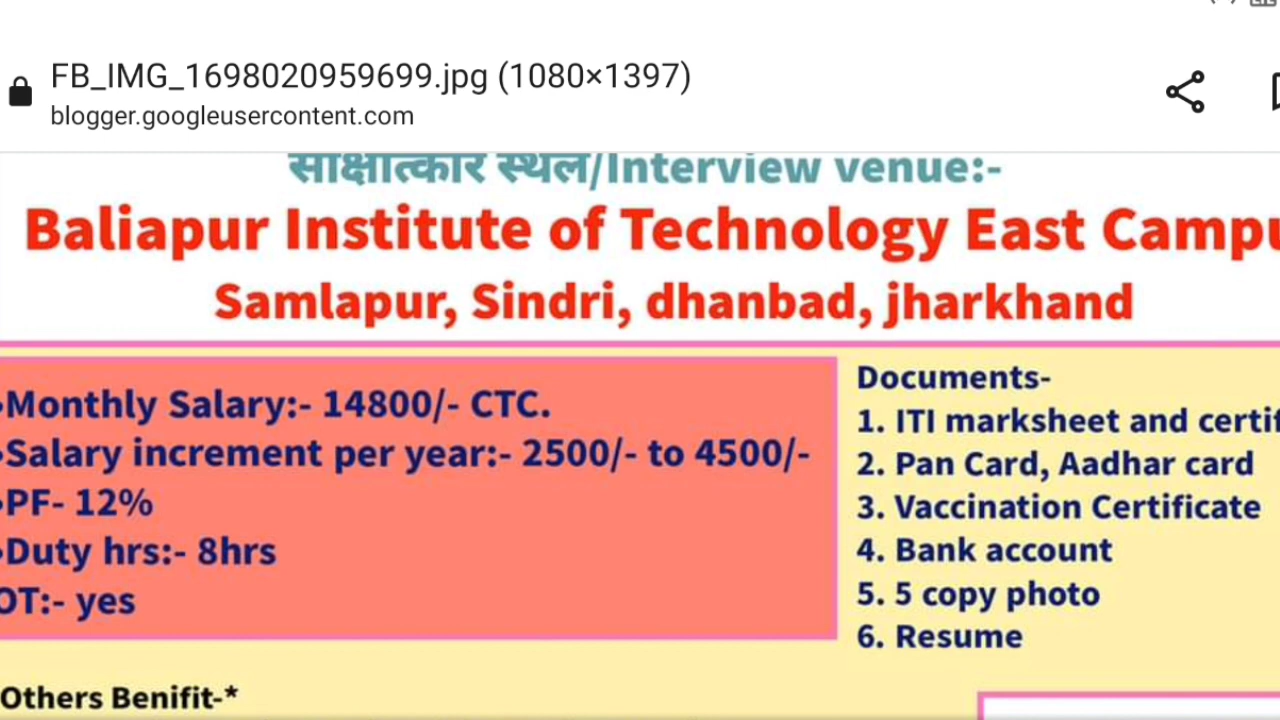 FB_IMG_1698020959699.jpg (1080×1397)
blogger.googleusercontent.com
साक्षात्कार स्थल/Interview venue:-
Baliapur Institute of Technology East Campu
Samlapur, Sindri, dhanbad, jharkhand
•Monthly Salary:- 14800/- CTC.
•Salary increment per year:- 2500/- to 4500/-
•PF- 12%
•Duty hrs:- 8hrs
OT:- yes
Documents-
1. ITI marksheet and certif
2. Pan Card, Aadhar card
3. Vaccination Certificate
4. Bank account
5. 5 copy photo
6. Resume
Others Benifit-*